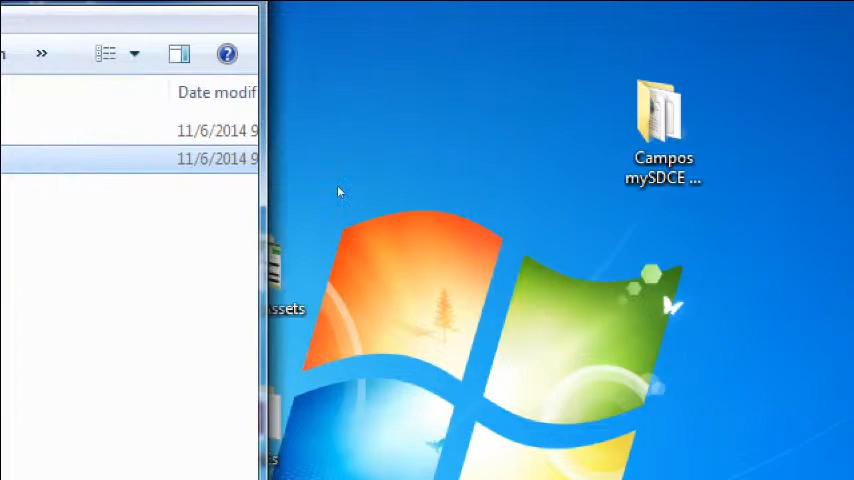 »
Date modif
11/6/2014 9
11/6/2014 9
Campos
mySDCE ...
ssets
s